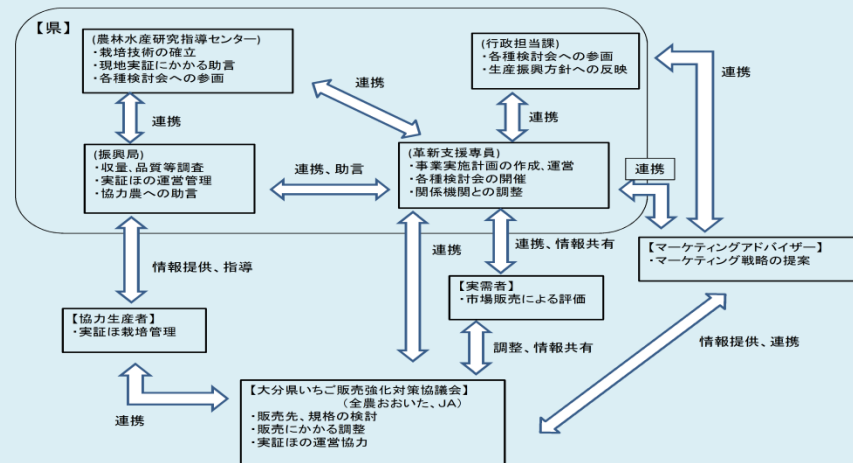 【県】
(農林水産研究指導センター)
・栽培技術の確立
・現地実証にかかる助言
・各種検討会への参画
(行政担当課)
・各種検討会への参画
・生産振興方針への反映
連携
連携
連携
連携
(振興局)
・収量、品質等調査
・実証ほの運営管理
・協力農への助言
連携、助言
(革新支援専員)
・事業実施計画の作成、運営
・各種検討会の開催
・関係機関との調整
連携
情報提供、指導
連携
連携、情報共有
【マーケティングアドバイザー】
・マーケティング戦略の提案
【協力生産者】
・実証ほ栽培管理
【実需者】
・市場販売による評価
調整、情報共有
情報提供、連携
連携
【大分県いちご販売強化対策協議会】
(全農おおいた、JA)
・販売先、規格の検討
・販売にかかる調整
・実証ほの運営協力